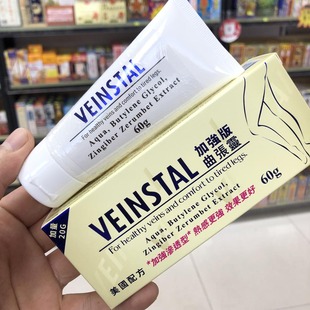 VEINSTAL
For healthy veins and comfort to tired legs.
Aqua, Butylene Glycol,
Zingiber Zerumbet Extract
60g
加量
20G
VEINSTAL
加強版
曲張靈
For healthy veins and comfort to tired legs.
Aqua, Butylene Glycol,
Zingiber Zerumbet Extract
60g
美國配方
"加強滲透型" 熱感更強 效果更好